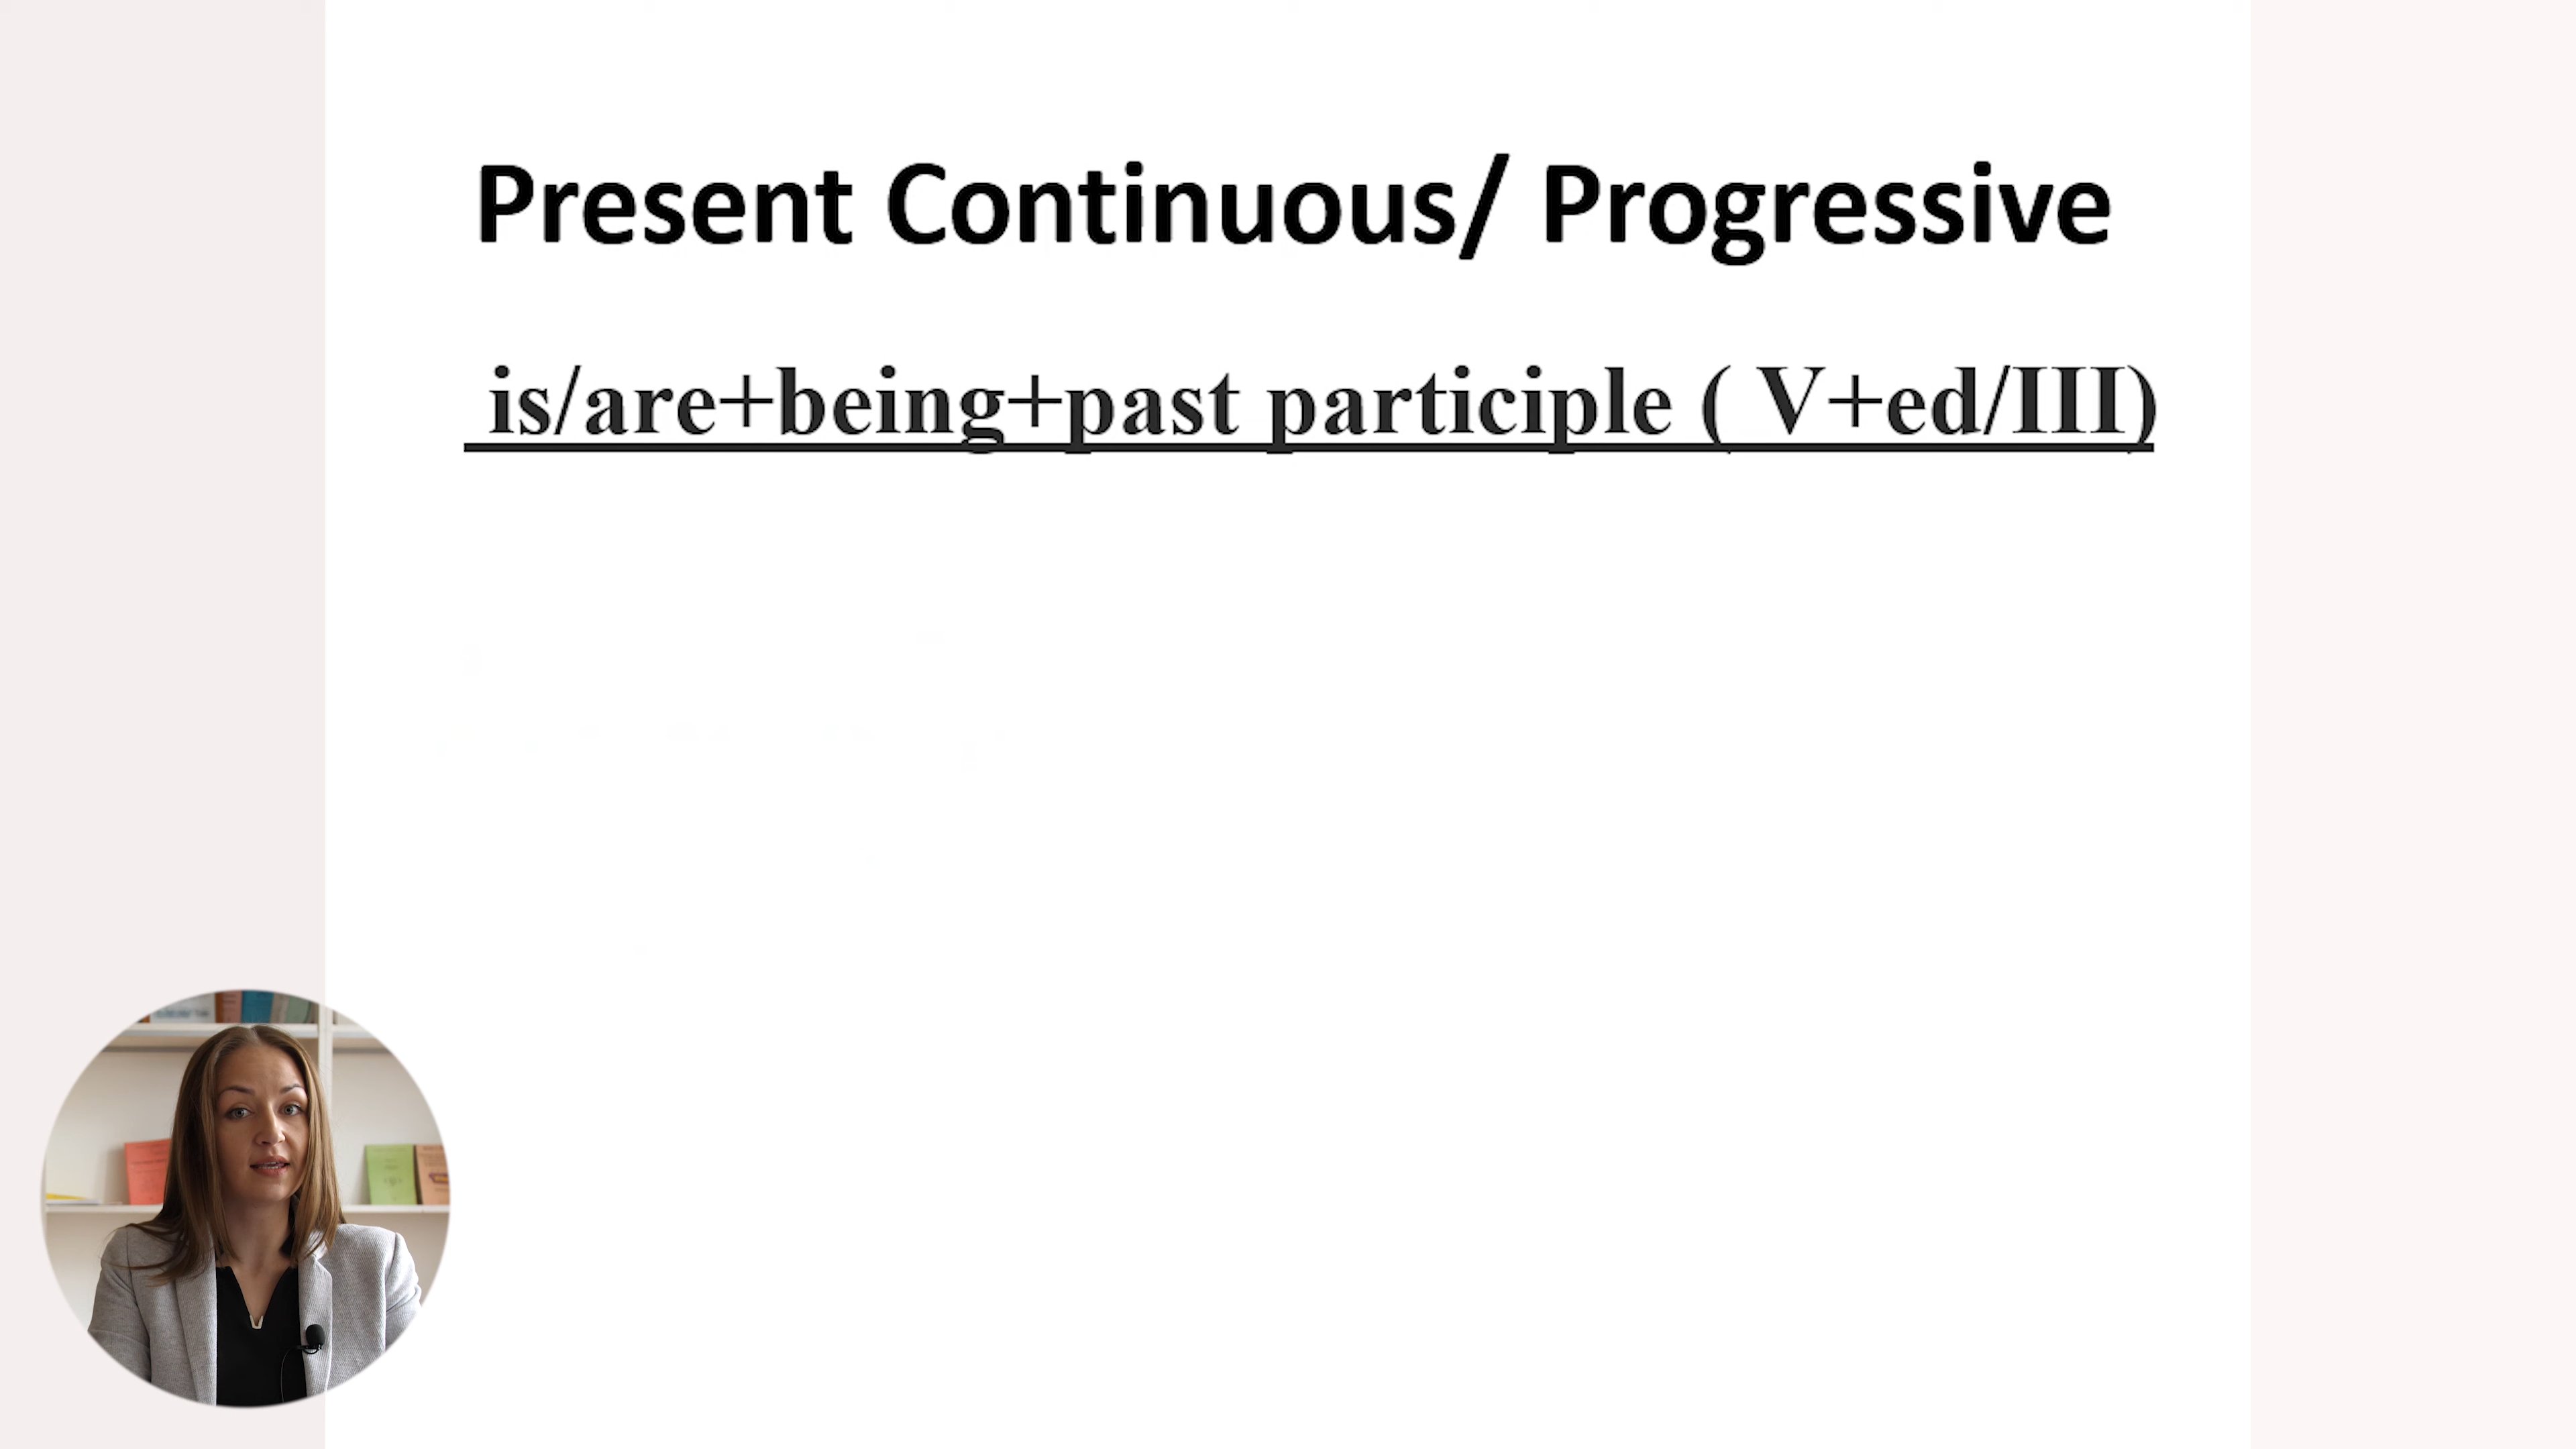 Present Continuous/ Progressive
is/are+being+past participle ( V+ed/III)